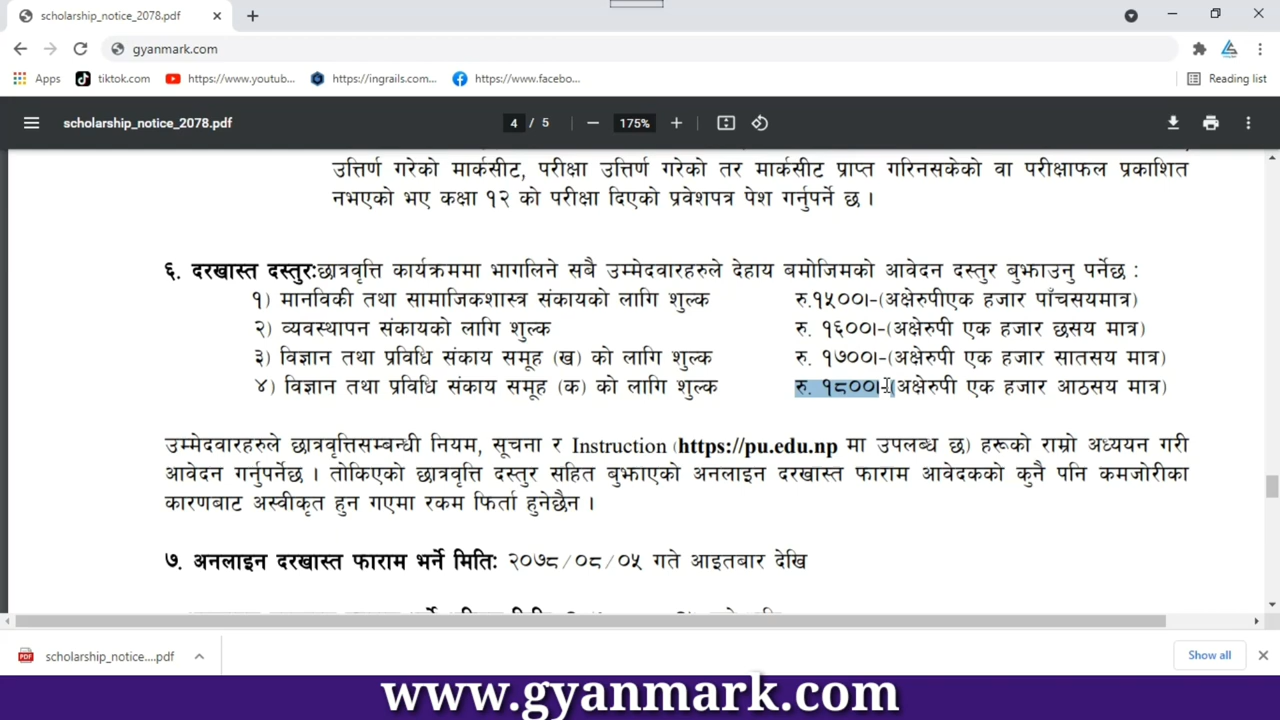 scholarship_notice_2078.pdf
gyanmark.com
Apps tiktok.com https://www.youtub... https://ingrails.com... https://www.facebo... Reading list
scholarship_notice_2078.pdf 4 / 5 175%
उत्तिर्ण गरेको मार्कसीट, परीक्षा उत्तिर्ण गरेको तर मार्कसीट प्राप्त गरिनसकेको वा परीक्षाफल प्रकाशित
नभएको भए कक्षा १२ को परीक्षा दिएको प्रवेशपत्र पेश गर्नुपर्ने छ ।
६. दरखास्त दस्तुरःछात्रवृत्ति कार्यक्रममा भागलिने सबै उम्मेदवारहरुले देहाय बमोजिमको आवेदन दस्तुर बुझाउनु पर्नेछ :
१) मानविकी तथा सामाजिकशास्त्र संकायको लागि शुल्क रु.१५००।-(अक्षेरुपीएक हजार पाँचसयमात्र)
२) व्यवस्थापन संकायको लागि शुल्क रु. १६००।-(अक्षेरुपी एक हजार छसय मात्र)
३) विज्ञान तथा प्रविधि संकाय समूह (ख) को लागि शुल्क रु. १७००।-(अक्षेरुपी एक हजार सातसय मात्र)
४) विज्ञान तथा प्रविधि संकाय समूह (क) को लागि शुल्क रु. १८००।-(अक्षेरुपी एक हजार आठसय मात्र)
उम्मेदवारहरुले छात्रवृत्तिसम्बन्धी नियम, सूचना र Instruction (https://pu.edu.np मा उपलब्ध छ) हरूको राम्रो अध्ययन गरी
आवेदन गर्नुपर्नेछ । तोकिएको छात्रवृत्ति दस्तुर सहित बुझाएको अनलाइन दरखास्त फाराम आवेदकको कुनै पनि कमजोरीका
कारणबाट अस्वीकृत हुन गएमा रकम फिर्ता हुनेछैन ।
७. अनलाइन दरखास्त फाराम भर्ने मितिः २०७८/०८/०५ गते आइतबार देखि
scholarship_notice....pdf Show all
www.gyanmark.com